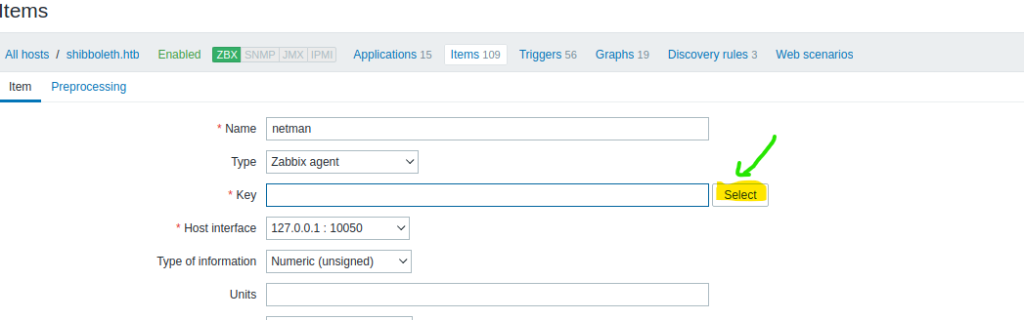 Items
All hosts / shibboleth.htb Enabled ZBX SNMP JMX IPMI Applications 15 Items 109 Triggers 56 Graphs 19 Discovery rules 3 Web scenarios
Item Preprocessing
* Name netman
Type Zabbix agent
* Key Select
* Host interface 127.0.0.1 : 10050
Type of information Numeric (unsigned)
Units